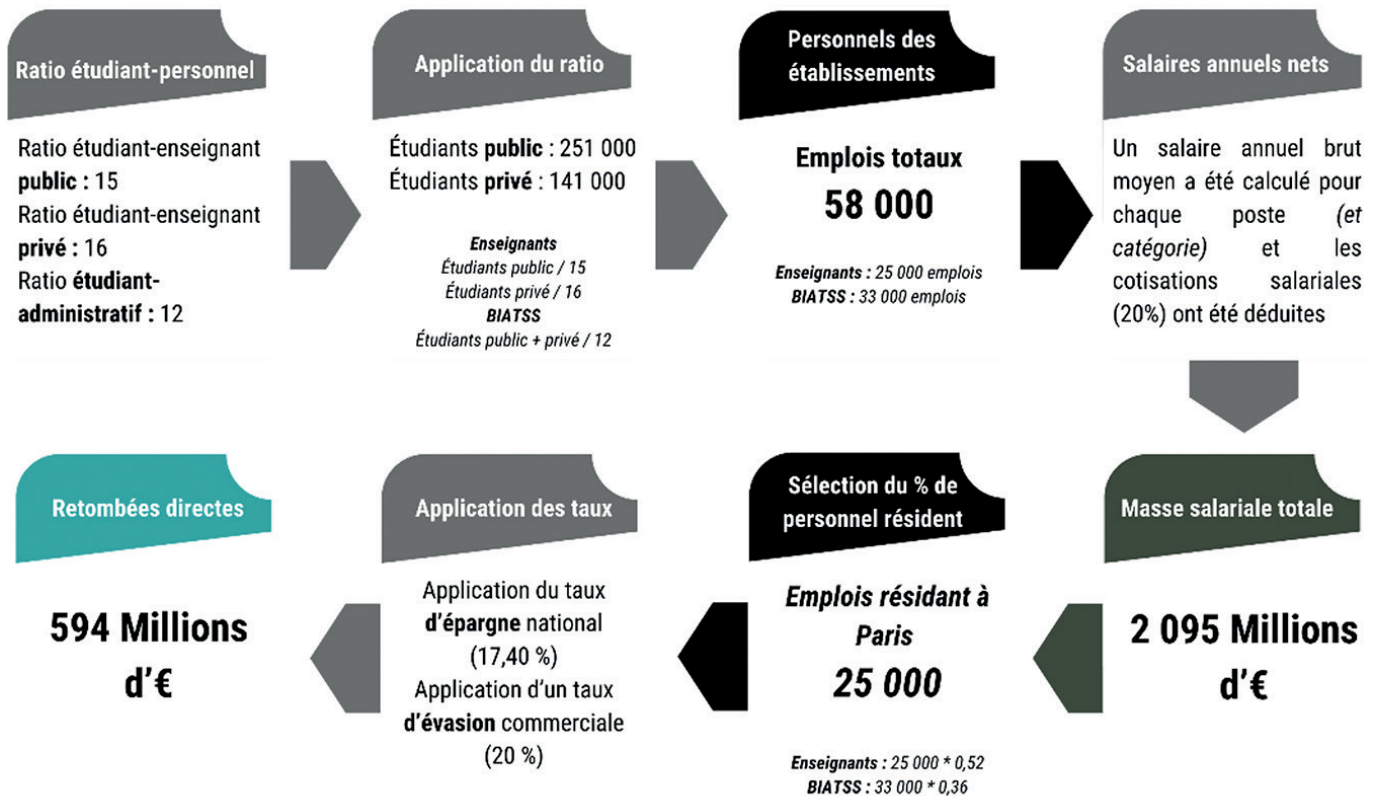 Ratio étudiant-personnel
Ratio étudiant-enseignant
public : 15
Ratio étudiant-enseignant
privé : 16
Ratio étudiant-
administratif : 12
Application du ratio
Étudiants public : 251 000
Étudiants privé : 141 000
Enseignants
Étudiants public / 15
Étudiants privé / 16
BIATSS
Étudiants public + privé / 12
Personnels des
établissements
Emplois totaux
58 000
Enseignants : 25 000 emplois
BIATSS : 33 000 emplois
Salaires annuels nets
Un salaire annuel brut
moyen a été calculé pour
chaque poste (et
catégorie) et les
cotisations salariales
(20%) ont été déduites
Masse salariale totale
2 095 Millions
d'€
Sélection du % de
personnel résident
Emplois résidant à
Paris
25 000
Enseignants : 25 000 * 0,52
BIATSS : 33 000 * 0,36
Application des taux
Application du taux
d'épargne national
(17,40 %)
Application d'un taux
d'évasion commerciale
(20 %)
Retombées directes
594 Millions
d'€